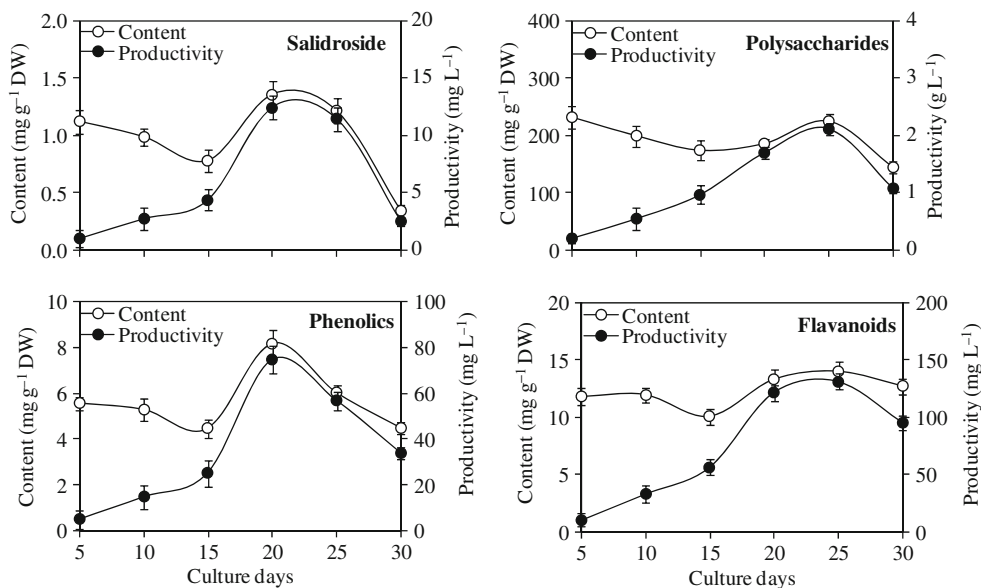 Content (mg g⁻¹ DW)
2.0
1.5
1.0
0.5
0.0
Content
Productivity
Salidroside
20
15
10
5
0
Productivity (mg L⁻¹)
Content (mg g⁻¹ DW)
400
300
200
100
0
Content
Productivity
Polysaccharides
4
3
2
1
0
Productivity (g L⁻¹)
Content (mg g⁻¹ DW)
10
8
6
4
2
0
Content
Productivity
Phenolics
100
80
60
40
20
0
Productivity (mg L⁻¹)
5 10 15 20 25 30
Culture days
Content (mg g⁻¹ DW)
20
15
10
5
0
Content
Productivity
Flavanoids
200
150
100
50
0
Productivity (mg L⁻¹)
5 10 15 20 25 30
Culture days